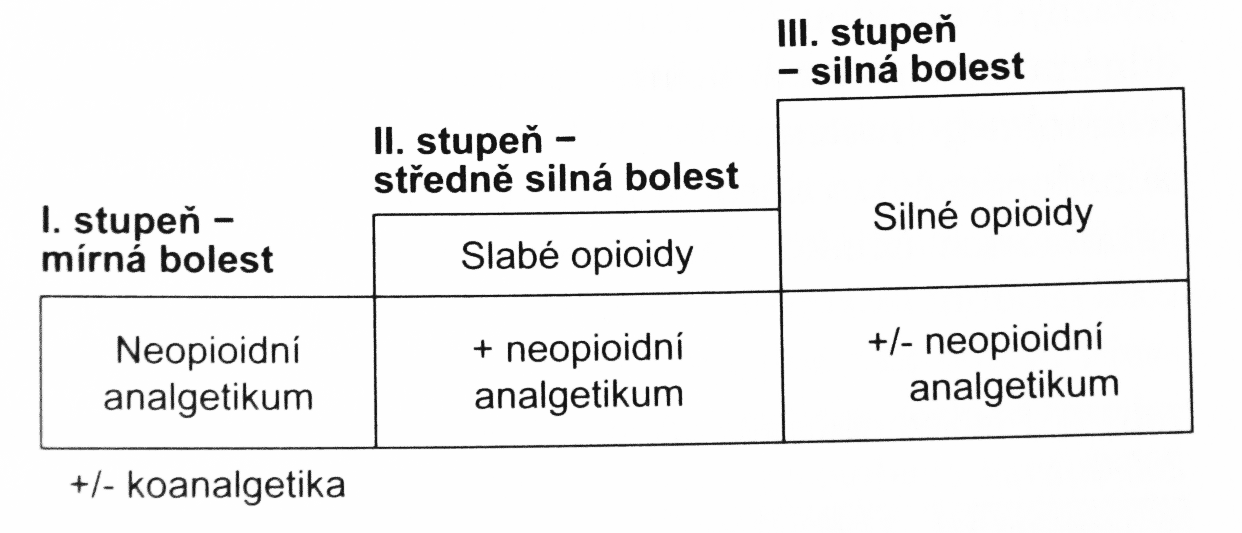 I. stupeň –
mírná bolest
Neopioidní
analgetikum
II. stupeň –
středně silná bolest
Slabé opioidy
+ neopioidní
analgetikum
III. stupeň
– silná bolest
Silné opioidy
+/- neopioidní
analgetikum
+/- koanalgetika